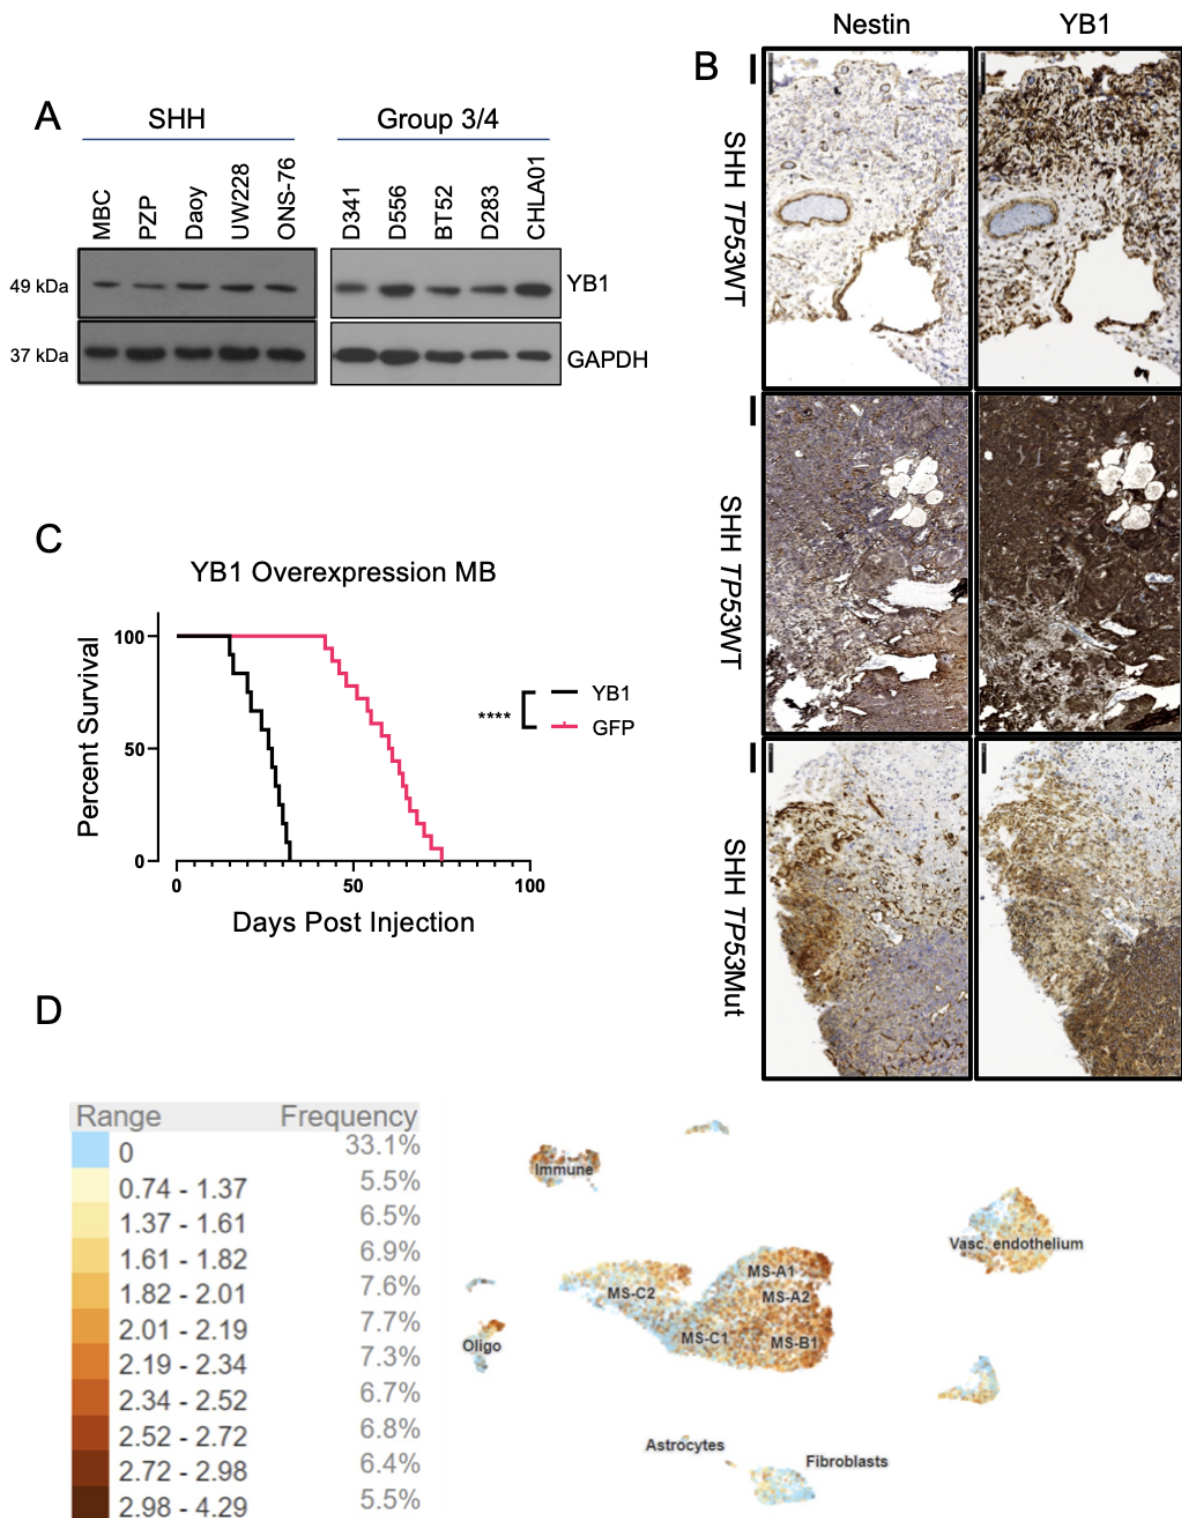 Nestin
YB1
B
SHH TP53WT
SHH TP53WT
SHH TP53Mut
A
SHH
Group 3/4
MBC
PZP
Daoy
UW228
ONS-76
D341
D556
BT52
D283
CHLA01
49 kDa
YB1
37 kDa
GAPDH
C
YB1 Overexpression MB
Percent Survival
100
50
0
0
50
100
Days Post Injection
****
YB1
GFP
D
Range Frequency
0 33.1%
0.74 - 1.37 5.5%
1.37 - 1.61 6.5%
1.61 - 1.82 6.9%
1.82 - 2.01 7.6%
2.01 - 2.19 7.7%
2.19 - 2.34 7.3%
2.34 - 2.52 6.7%
2.52 - 2.72 6.8%
2.72 - 2.98 6.4%
2.98 - 4.29 5.5%
Immune
Vasc. endothelium
MS-A1
MS-A2
MS-C2
MS-C1
MS-B1
Oligo
Astrocytes
Fibroblasts